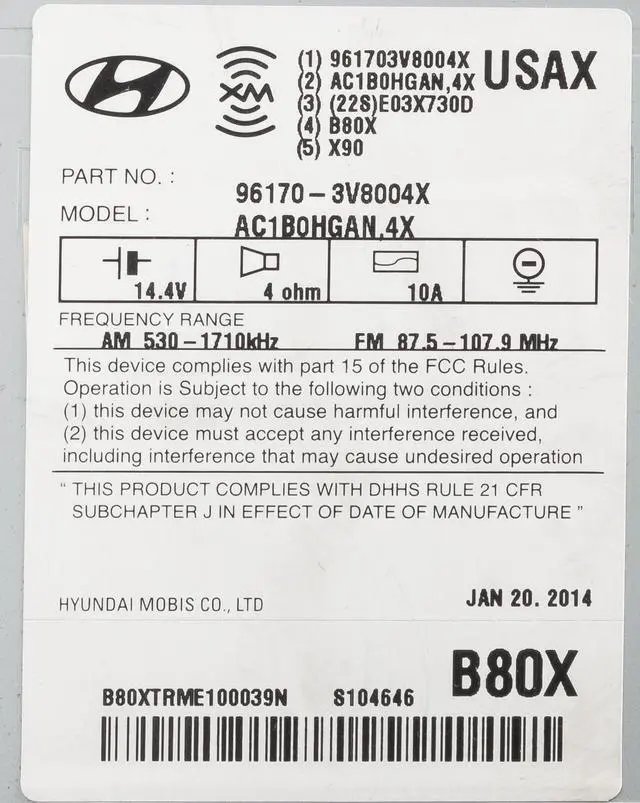 XM
(1) 961703V8004X
(2) AC1B0HGAN,4X
(3) (22S)E03X730D
(4) B80X
(5) X90
USAX
PART NO. : 96170-3V8004X
MODEL : AC1B0HGAN,4X
14.4V 4 ohm 10A
FREQUENCY RANGE
AM 530-1710kHz FM 87.5-107.9 MHz
This device complies with part 15 of the FCC Rules.
Operation is Subject to the following two conditions :
(1) this device may not cause harmful interference, and
(2) this device must accept any interference received,
including interference that may cause undesired operation
“ THIS PRODUCT COMPLIES WITH DHHS RULE 21 CFR
SUBCHAPTER J IN EFFECT OF DATE OF MANUFACTURE ”
HYUNDAI MOBIS CO., LTD JAN 20. 2014
B80X
B80XTRME100039N S104646